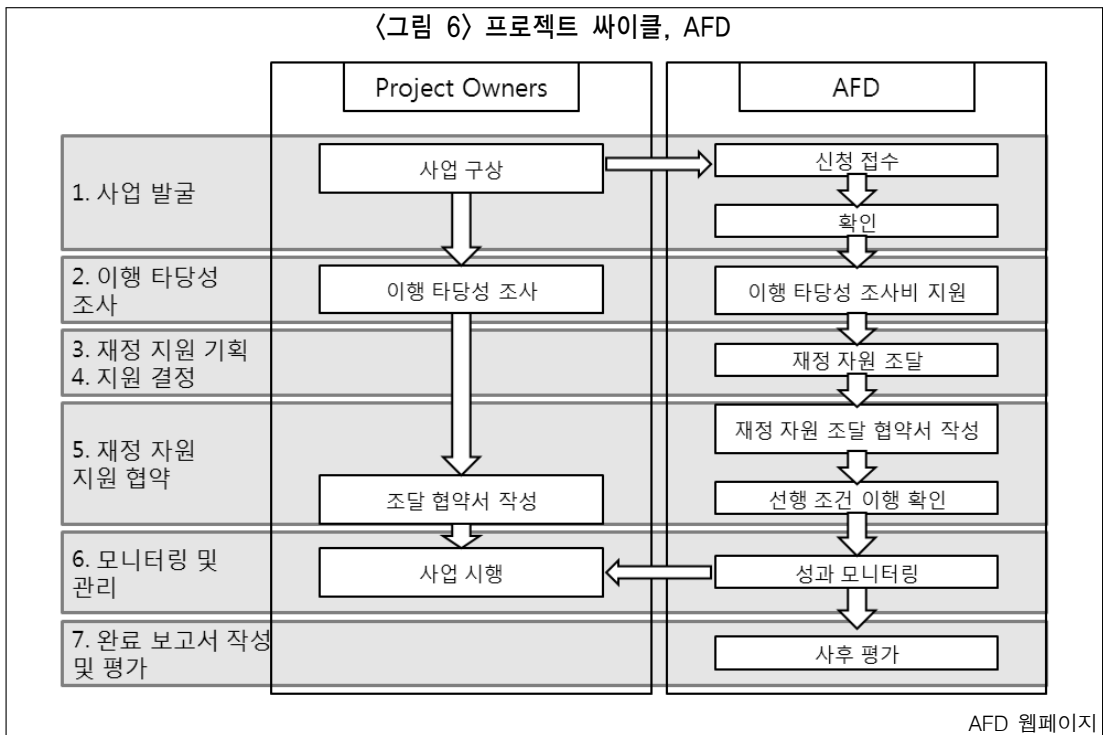 〈그림 6〉 프로젝트 싸이클, AFD
Project Owners
AFD
1. 사업 발굴
사업 구상
신청 접수
확인
2. 이행 타당성
조사
이행 타당성 조사
이행 타당성 조사비 지원
3. 재정 지원 기획
4. 지원 결정
재정 자원 조달
5. 재정 자원
지원 협약
재정 자원 조달 협약서 작성
조달 협약서 작성
선행 조건 이행 확인
6. 모니터링 및
관리
사업 시행
성과 모니터링
7. 완료 보고서 작성
및 평가
사후 평가
AFD 웹페이지